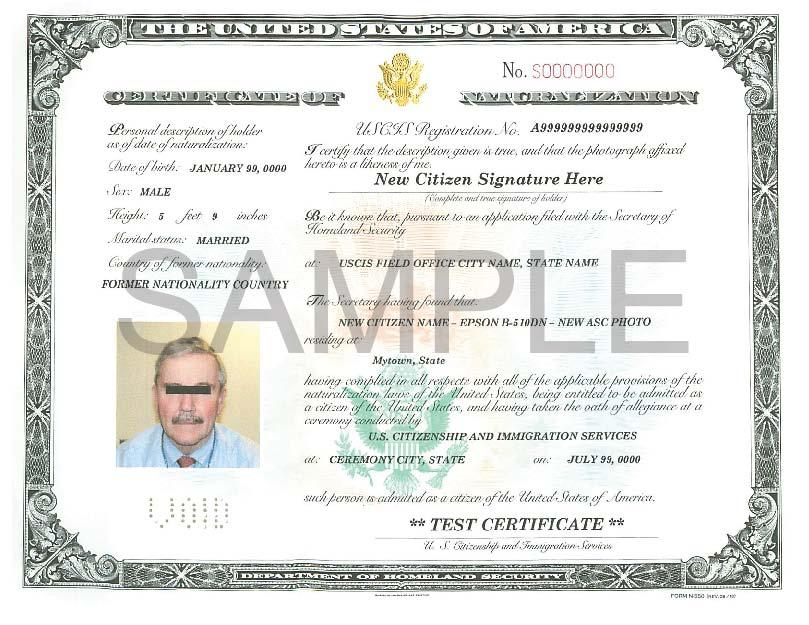 THE UNITED STATES OF AMERICA
No. S0000000
CERTIFICATE OF NATURALIZATION
Personal description of holder
as of date of naturalization:
Date of birth: JANUARY 99, 0000
Sex: MALE
Height: 5 feet 9 inches
Marital status: MARRIED
Country of former nationality:
FORMER NATIONALITY COUNTRY
VOID
USCIS Registration No. A999999999999999
I certify that the description given is true, and that the photograph affixed
hereto is a likeness of me.
New Citizen Signature Here
(Complete and true signature of holder)
Be it known that, pursuant to an application filed with the Secretary of
Homeland Security
at: USCIS FIELD OFFICE CITY NAME, STATE NAME
The Secretary having found that:
NEW CITIZEN NAME – EPSON B-510DN – NEW ASC PHOTO
residing at:
Mytown, State
having complied in all respects with all of the applicable provisions of the
naturalization laws of the United States, being entitled to be admitted as
a citizen of the United States, and having taken the oath of allegiance at a
ceremony conducted by
U.S. CITIZENSHIP AND IMMIGRATION SERVICES
at: CEREMONY CITY, STATE on: JULY 99, 0000
such person is admitted as a citizen of the United States of America.
** TEST CERTIFICATE **
U. S. Citizenship and Immigration Services
DEPARTMENT OF HOMELAND SECURITY
SAMPLE